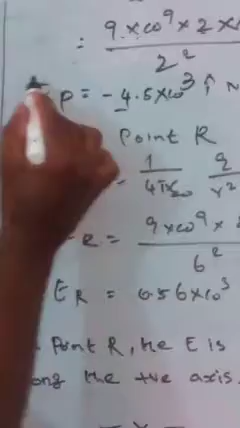 = 9×10⁹ × 2 ×
2²
P = -4.5×10³ î N
Point R
1 / 4πε₀ q / r²
R = 9×10⁹ ×
6²
E_R = 0.56×10³
Point R, the E is
ong the +ve axis.